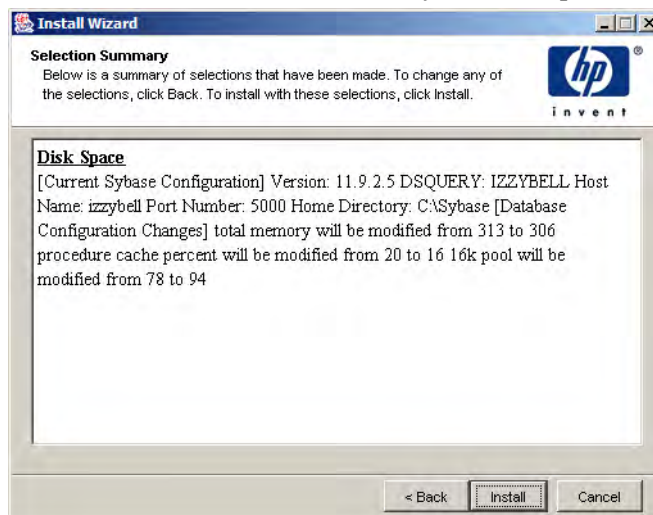 Install Wizard
Selection Summary
Below is a summary of selections that have been made. To change any of
the selections, click Back. To install with these selections, click Install.
hp ®
invent
Disk Space
[Current Sybase Configuration] Version: 11.9.2.5 DSQUERY: IZZYBELL Host
Name: izzybell Port Number: 5000 Home Directory: C:\Sybase [Database
Configuration Changes] total memory will be modified from 313 to 306
procedure cache percent will be modified from 20 to 16 16k pool will be
modified from 78 to 94
< Back Install Cancel